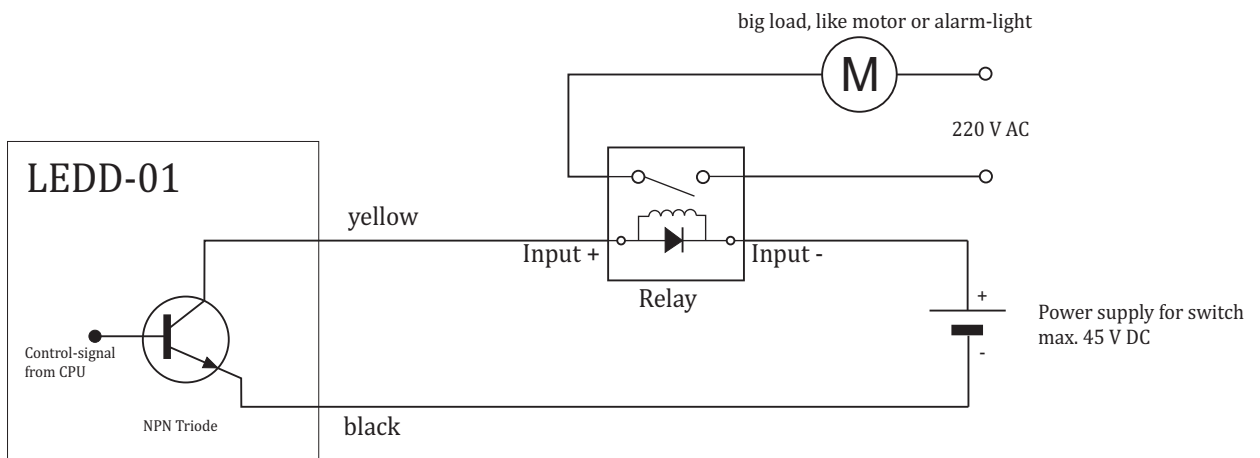 big load, like motor or alarm-light
M
220 V AC
LEDD-01
yellow
Input +
Input -
Relay
+
Power supply for switch
max. 45 V DC
-
Control-signal
from CPU
NPN Triode
black